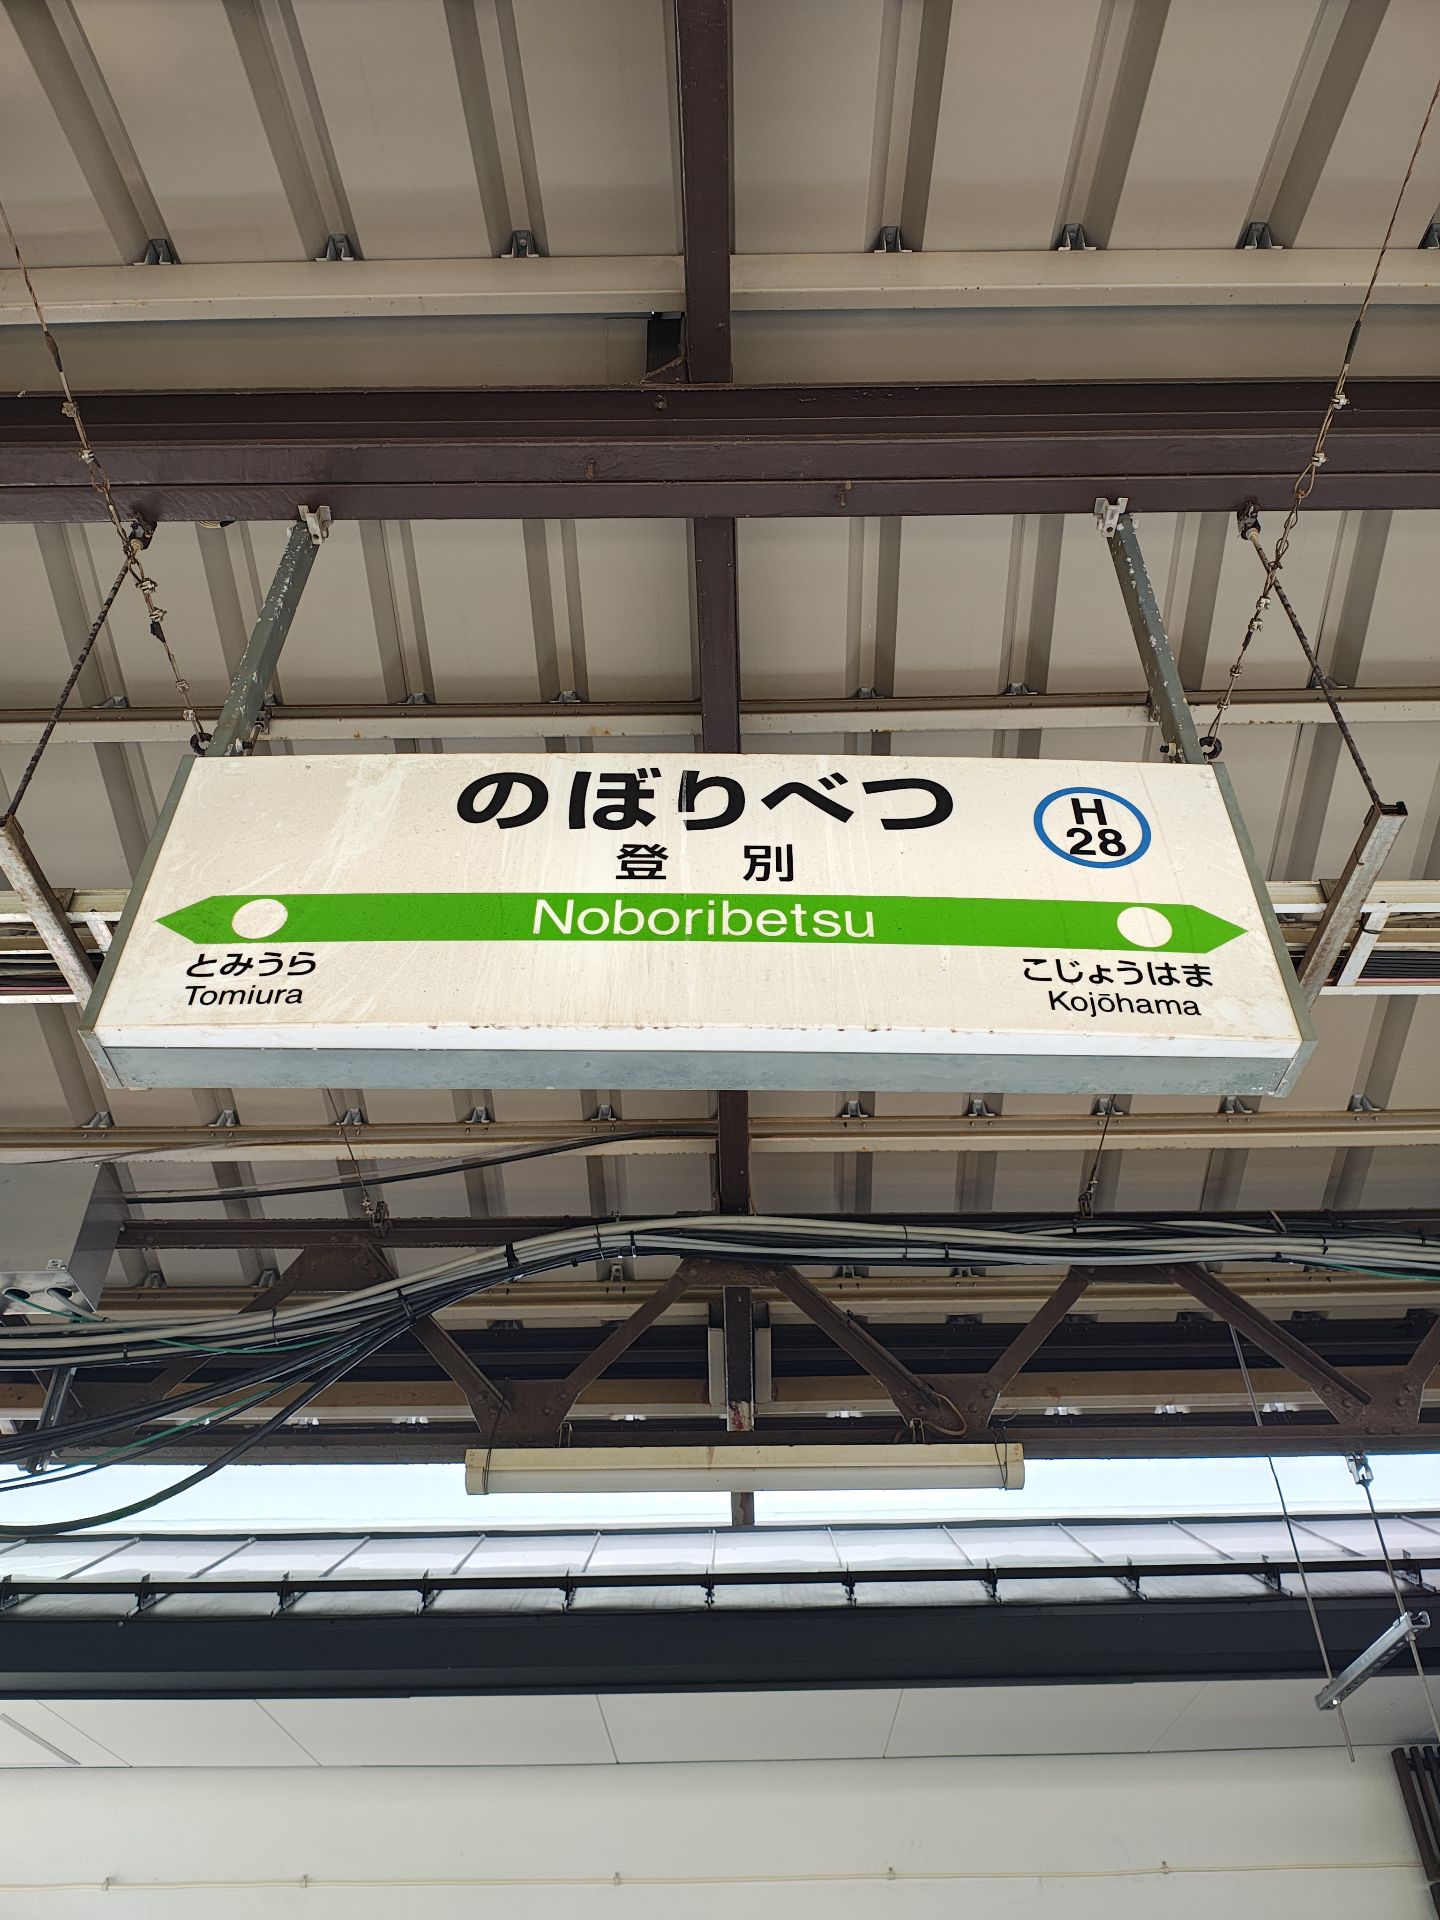 のぼりべつ
登別
H
28
Noboribetsu
とみうら
Tomiura
こじょうはま
Kojōhama